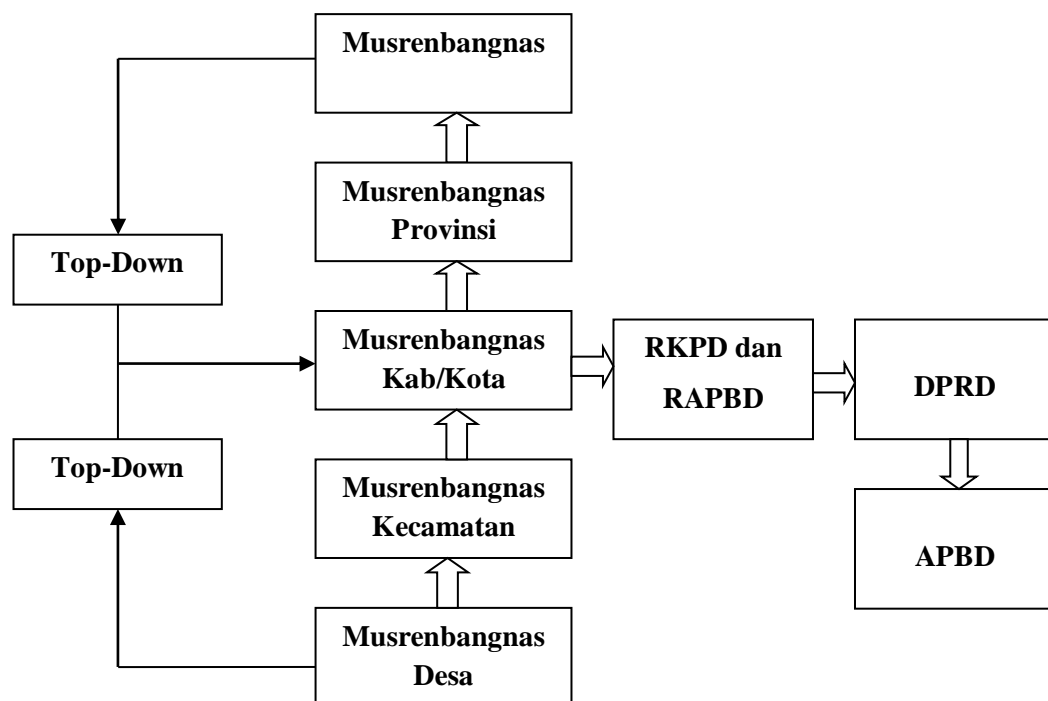 Musrenbangnas
Musrenbangnas
Provinsi
Top-Down
Musrenbangnas
Kab/Kota
RKPD dan
RAPBD
DPRD
Top-Down
Musrenbangnas
Kecamatan
APBD
Musrenbangnas
Desa